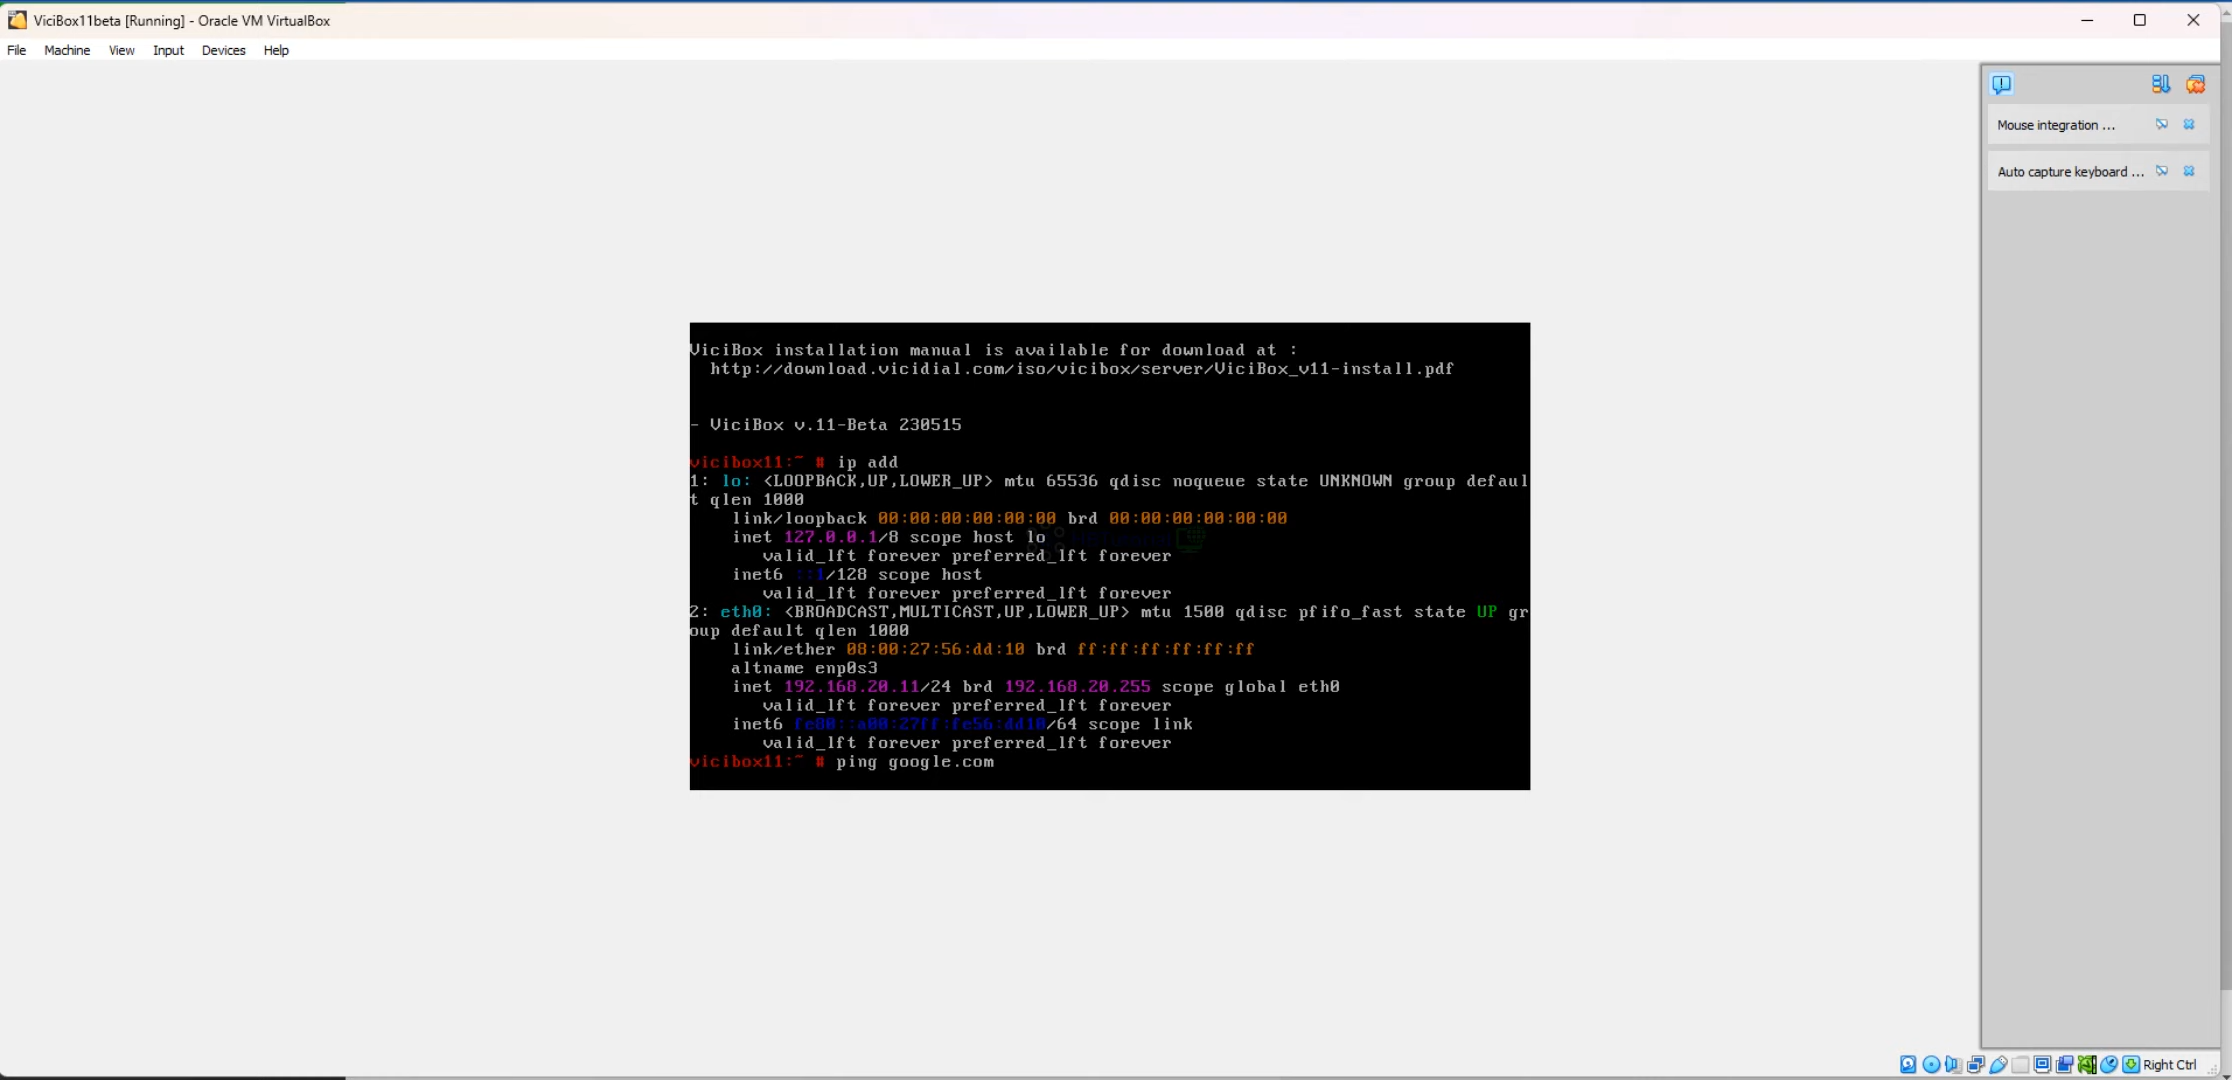 ViciBox11beta [Running] - Oracle VM VirtualBox
File Machine View Input Devices Help
Mouse integration ...
Auto capture keyboard ...
ViciBox installation manual is available for download at :
http://download.vicidial.com/iso/vicibox/server/ViciBox_v11-install.pdf
- ViciBox v.11-Beta 230515
vicibox11:~ # ip add
1: lo: <LOOPBACK,UP,LOWER_UP> mtu 65536 qdisc noqueue state UNKNOWN group defaul
t qlen 1000
link/loopback 00:00:00:00:00:00 brd 00:00:00:00:00:00
inet 127.0.0.1/8 scope host lo
valid_lft forever preferred_lft forever
inet6 ::1/128 scope host
valid_lft forever preferred_lft forever
2: eth0: <BROADCAST,MULTICAST,UP,LOWER_UP> mtu 1500 qdisc pfifo_fast state UP gr
oup default qlen 1000
link/ether 08:00:27:56:dd:10 brd ff:ff:ff:ff:ff:ff
altname enp0s3
inet 192.168.20.11/24 brd 192.168.20.255 scope global eth0
valid_lft forever preferred_lft forever
inet6 fe80::a00:27ff:fe56:dd10/64 scope link
valid_lft forever preferred_lft forever
vicibox11:~ # ping google.com
Right Ctrl